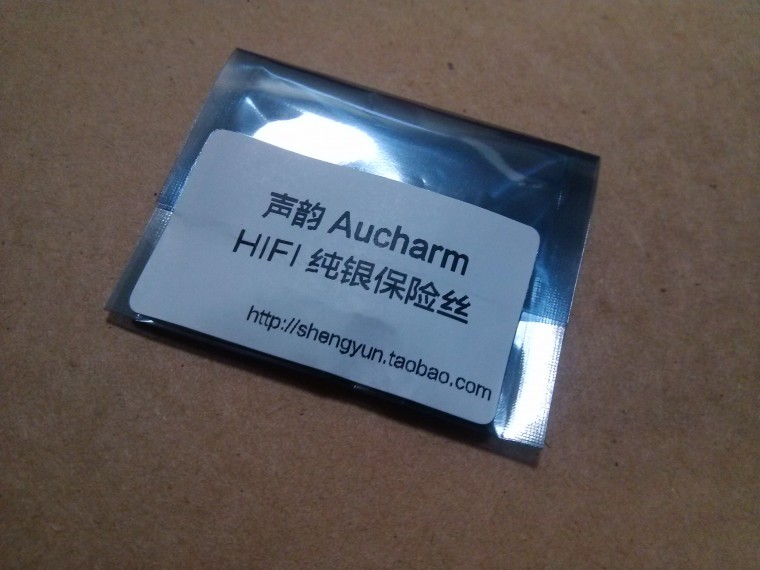 声韵 Aucharm
HIFI 纯银保险丝
http://shengyun.taobao.com